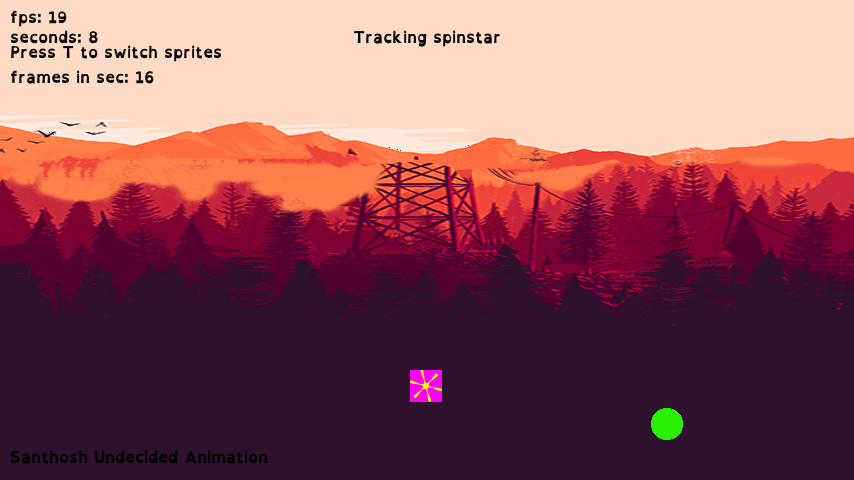 fps: 19
seconds: 8
Tracking spinstar
Press T to switch sprites
frames in sec: 16
Santhosh Undecided Animation